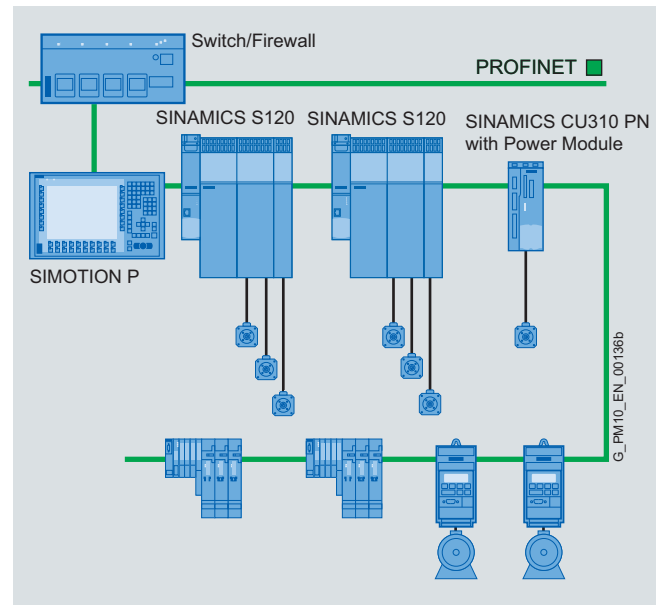 Switch/Firewall
PROFINET
SINAMICS S120
SINAMICS S120
SINAMICS CU310 PN
with Power Module
SIMOTION P
G_PM10_EN_00136b